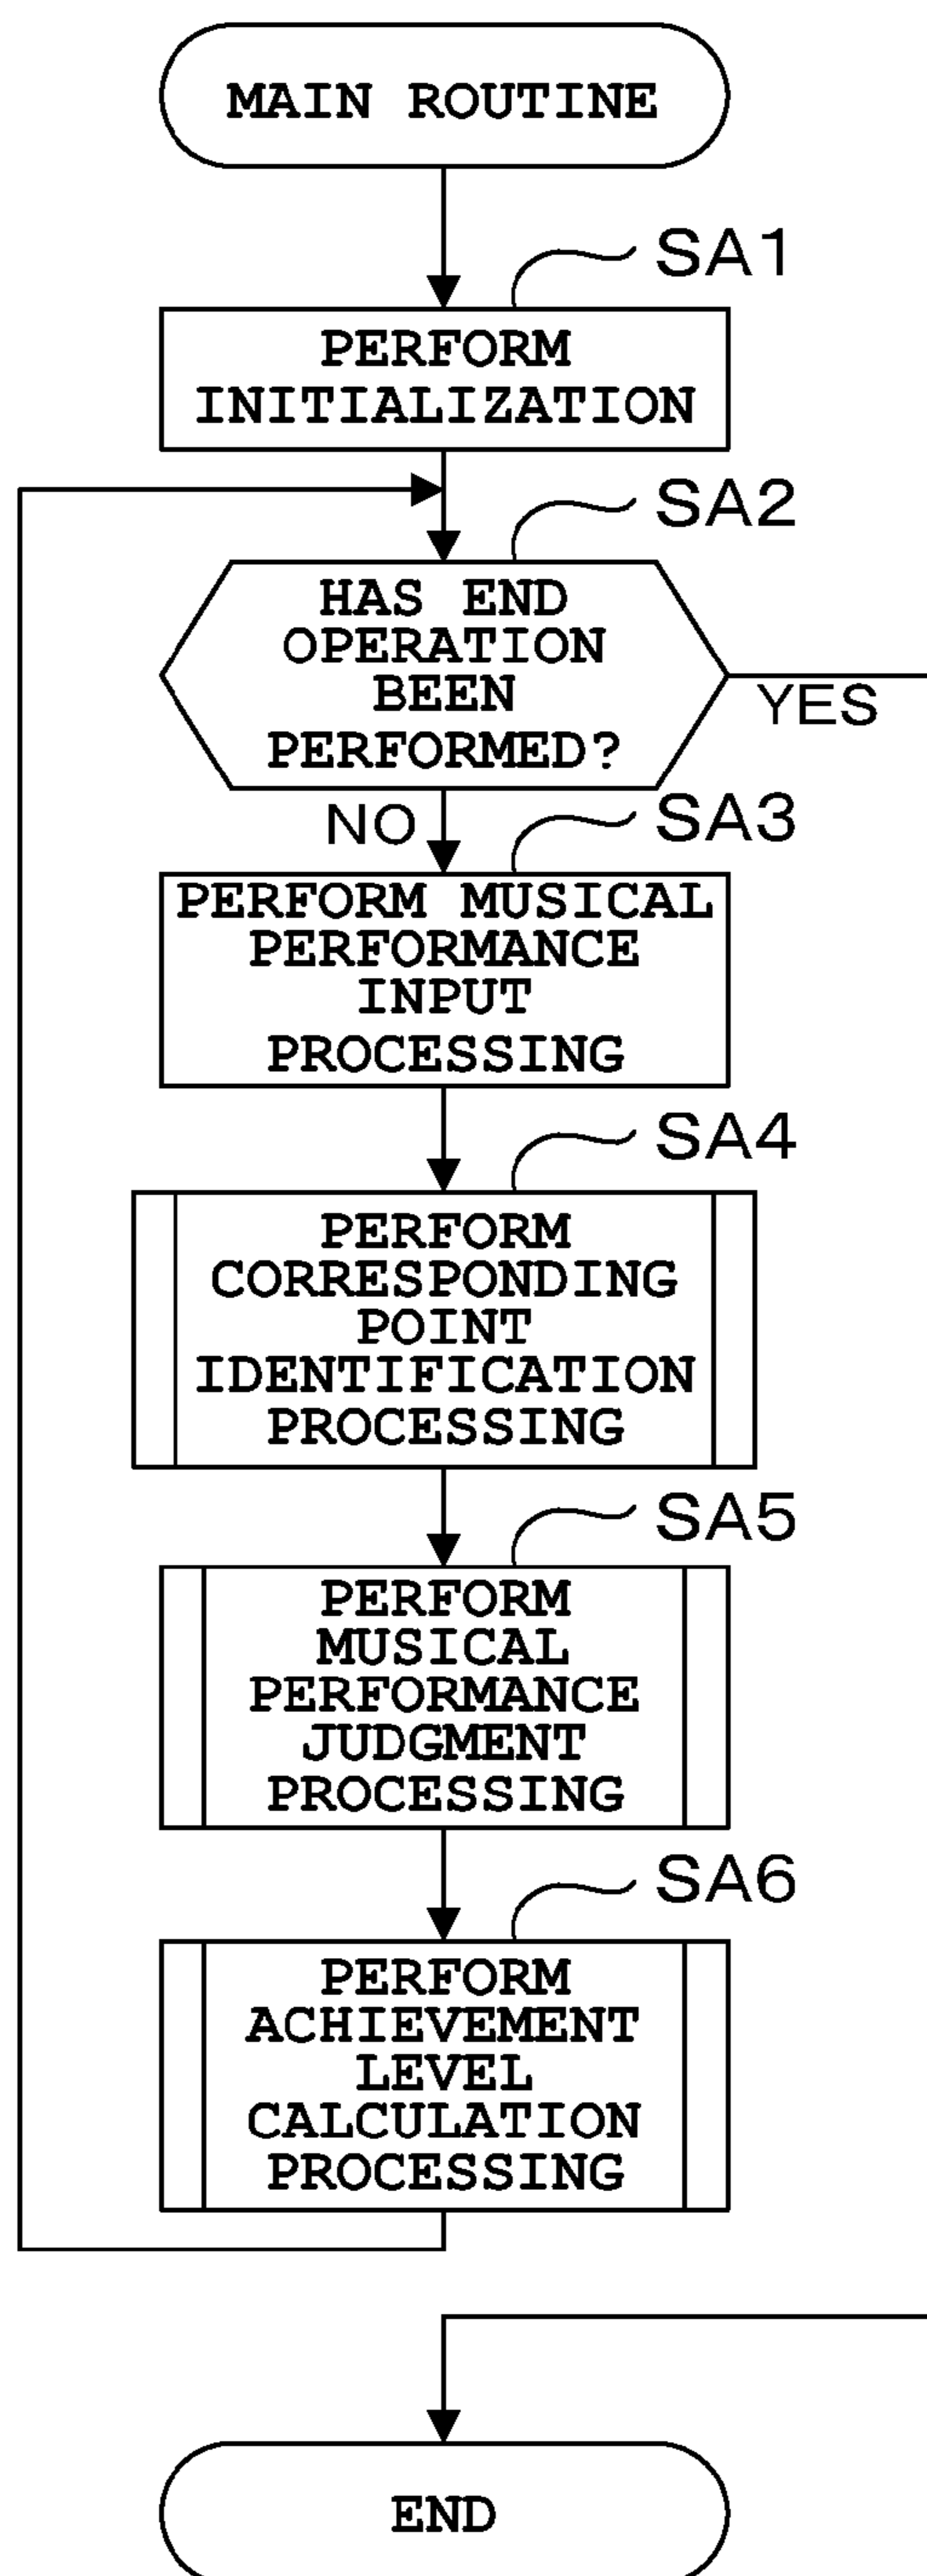 MAIN ROUTINE
SA1
PERFORM
INITIALIZATION
SA2
HAS END
OPERATION
BEEN
PERFORMED?
YES
NO
SA3
PERFORM MUSICAL
PERFORMANCE
INPUT
PROCESSING
SA4
PERFORM
CORRESPONDING
POINT
IDENTIFICATION
PROCESSING
SA5
PERFORM
MUSICAL
PERFORMANCE
JUDGMENT
PROCESSING
SA6
PERFORM
ACHIEVEMENT
LEVEL
CALCULATION
PROCESSING
END